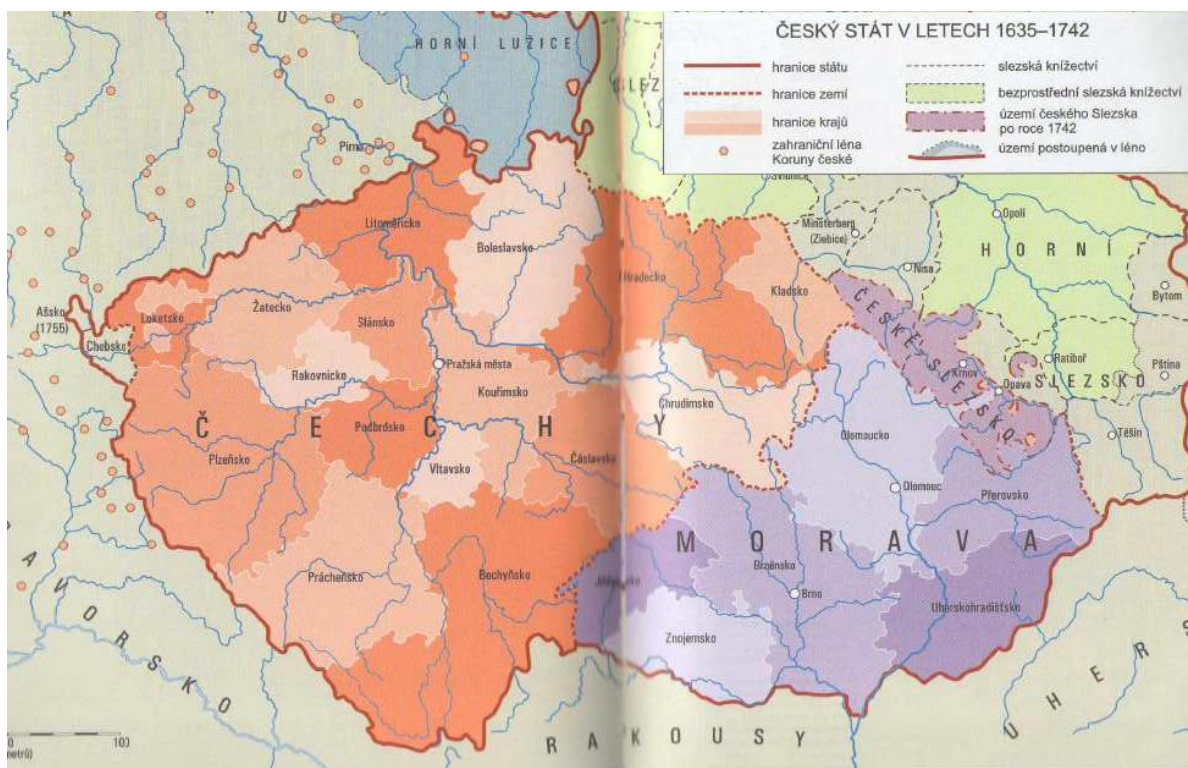 ČESKÝ STÁT V LETECH 1635–1742
hranice státu
hranice zemí
hranice krajů
zahraniční léna
Koruny české
slezská knížectví
bezprostřední slezská knížectví
území českého Slezska
po roce 1742
území postoupená v léno
HORNÍ LUŽICE
SLEZ
Pirna
Litoměřicko
Boleslavsko
Hradecko
Kladsko
Minsterberg
(Ziebice)
Nisa
Opolí
HORNÍ
Bytom
Ašsko
(1755)
Chebsko
Loketsko
Žatecko
Slánsko
Rakovnicko
Pražská města
Kouřimsko
Chrudimsko
ČESKÉ SLEZSKO
Krnov
Opava
Ratiboř
SLEZSKO
Pština
Těšín
ČECHY
Plzeňsko
Podbrdsko
Vltavsko
Čáslavsko
Olomoucko
Olomouc
Přerovsko
MORAVA
Prácheňsko
Bechyňsko
Brněnsko
Brno
Znojemsko
Uherskohradišťsko
AVORSKO
RAKOUSY
UHERS
0 100
metrů)